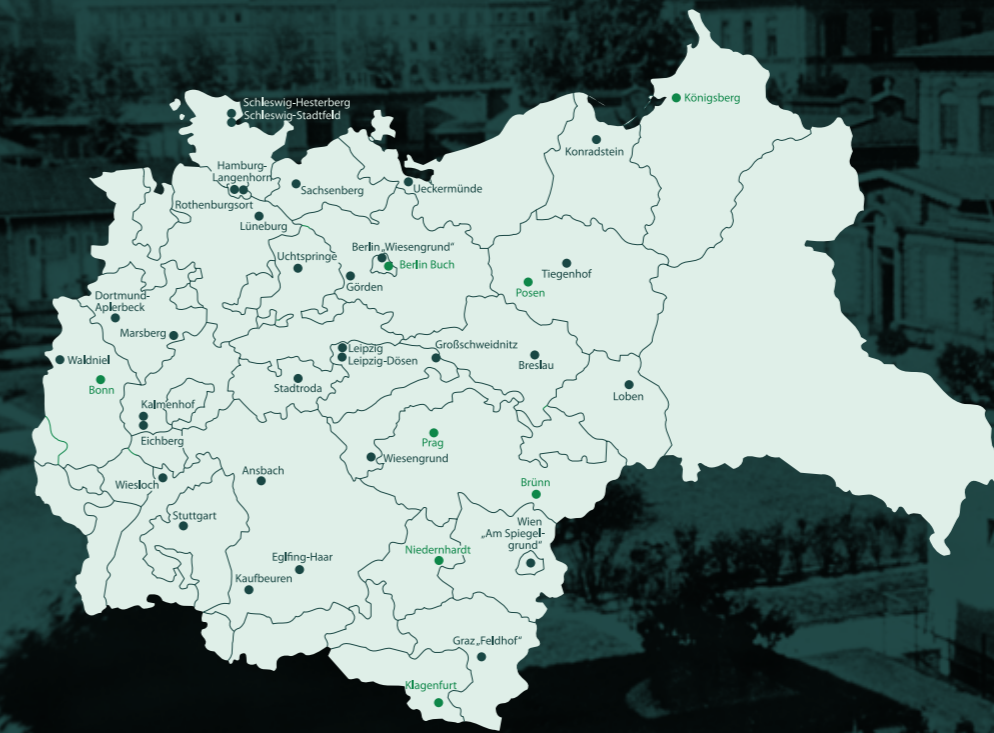 Schleswig-Hesterberg
Schleswig-Stadtfeld
Königsberg
Konradstein
Hamburg-
Langenhorn
Sachsenberg
Ueckermünde
Rothenburgsort
Lüneburg
Berlin „Wiesengrund“
Uchtspringe
Berlin Buch
Tiegenhof
Görden
Posen
Dortmund-
Aplerbeck
Marsberg
Leipzig
Großschweidnitz
Waldniel
Leipzig-Dösen
Breslau
Bonn
Stadtroda
Loben
Kalmenhof
Eichberg
Prag
Wiesengrund
Ansbach
Wiesloch
Brünn
Stuttgart
Wien
„Am Spiegel-
grund“
Niedernhardt
Eglfing-Haar
Kaufbeuren
Graz „Feldhof“
Klagenfurt